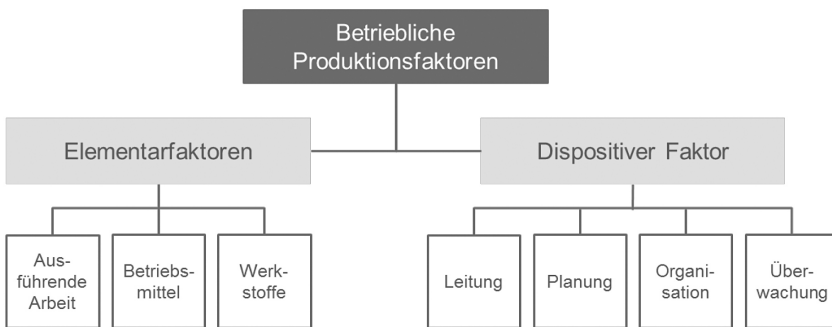 Betriebliche
Produktionsfaktoren
Elementarfaktoren
Dispositiver Faktor
Aus-
führende
Arbeit
Betriebs-
mittel
Werk-
stoffe
Leitung
Planung
Organi-
sation
Über-
wachung